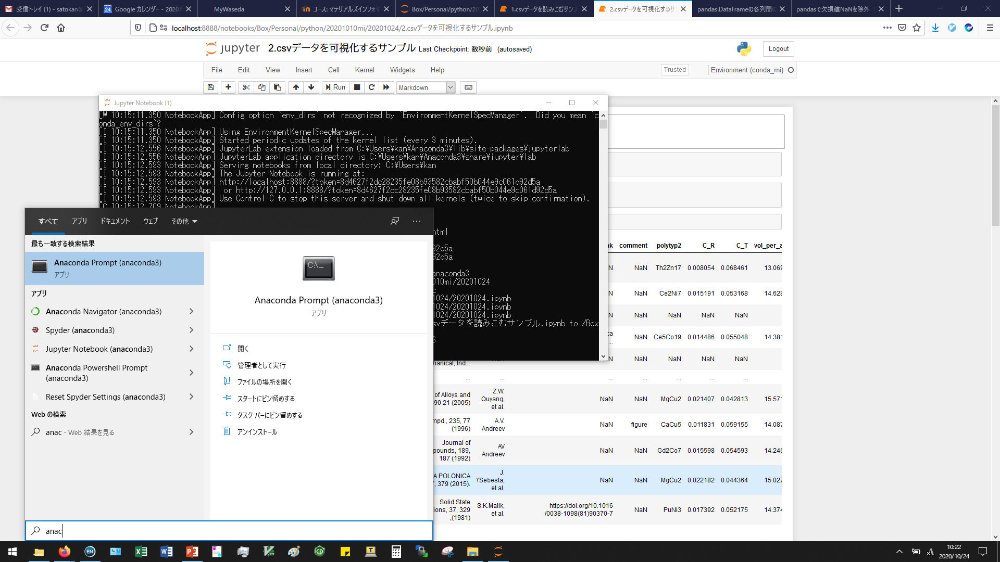 受信トレイ (1) - satokan@
Google カレンダー - 2020年
MyWaseda
コース: マテリアルズインフォマ
Box/Personal/python/20
1.csvデータを読みこむサンプ
2.csvデータを可視化するサン
pandas.DataFrameの各列間の
pandasで欠損値NaNを除外
localhost:8888/notebooks/Box/Personal/python/20201010mi/20201024/2.csvデータを可視化するサンプル.ipynb
jupyter 2.csvデータを可視化するサンプル Last Checkpoint: 数秒前 (autosaved)
Logout
File Edit View Insert Cell Kernel Widgets Help
Trusted
Environment (conda_mi)
Run
Markdown
Jupyter Notebook (1)
[W 10:15:11.350 NotebookApp] Config option `env_dirs` not recognized by `EnvironmentKernelSpecManager`.  Did you mean `c
onda_env_dirs`?
[I 10:15:11.350 NotebookApp] Using EnvironmentKernelSpecManager...
[I 10:15:11.350 NotebookApp] Started periodic updates of the kernel list (every 3 minutes).
[I 10:15:12.556 NotebookApp] JupyterLab extension loaded from C:¥Users¥kan¥Anaconda3¥lib¥site-packages¥jupyterlab
[I 10:15:12.556 NotebookApp] JupyterLab application directory is C:¥Users¥kan¥Anaconda3¥share¥jupyter¥lab
[I 10:15:12.593 NotebookApp] Serving notebooks from local directory: C:¥Users¥kan
[I 10:15:12.593 NotebookApp] The Jupyter Notebook is running at:
[I 10:15:12.593 NotebookApp] http://localhost:8888/?token=8d4627f2dc28235fe08b93582cbabf50b044e9c061d92d5a
[I 10:15:12.593 NotebookApp]  or http://127.0.0.1:8888/?token=8d4627f2dc28235fe08b93582cbabf50b044e9c061d92d5a
[I 10:15:12.593 NotebookApp] Use Control-C to stop this server and shut down all kernels (twice to skip confirmation).
[C 10:15:12.709 NotebookApp]
html
92d5a
92d5a
anaconda3
010mi/20201024
1024/20201024.ipynb
1024/20201024.ipynb
1024/20201024.ipynb
svデータを読みこむサンプル.ipynb to /Box
すべて アプリ ドキュメント ウェブ その他
最も一致する検索結果
Anaconda Prompt (anaconda3)
アプリ
アプリ
Anaconda Navigator (anaconda3)
Spyder (anaconda3)
Jupyter Notebook (anaconda3)
Anaconda Powershell Prompt
(anaconda3)
Reset Spyder Settings (anaconda3)
Web の検索
anac - Web 結果を見る
Anaconda Prompt (anaconda3)
アプリ
開く
管理者として実行
ファイルの場所を開く
スタートにピン留めする
タスク バーにピン留めする
アンインストール
anac
nk comment polytyp2 C_R C_T vol_per_a
N NaN Th2Zn17 0.008054 0.068461 13.069
N NaN Ce2Ni7 0.015191 0.053168 14.628
N NaN NaN NaN NaN
ca
... NaN Ce5Co19 0.014486 0.055048 14.381
N NaN NaN NaN NaN
hanical, Ind...
... ... ... ... ... ... ...
of Alloys and
90 21 (2005)
Z.W.
Ouyang,
et al.
NaN NaN MgCu2 0.021407 0.042813 15.571
mpd., 235, 77
(1996)
A.V.
Andreev
NaN figure CaCu5 0.011831 0.059155 14.087
Journal of
pounds, 189,
187 (1992)
AV
Andreev
NaN NaN Gd2Co7 0.015598 0.054593 14.246
A POLONICA
, 379 (2015).
J.
\"Sebesta,
et al.
NaN NaN MgCu2 0.022182 0.044364 15.027
Solid State
ions, 37, 329
,(1981)
S.K.Malik,
et al.
https://doi.org/10.1016
/0038-1098(81)90370-7
NaN PuNi3 0.017392 0.052175 14.374
10:22
2020/10/24